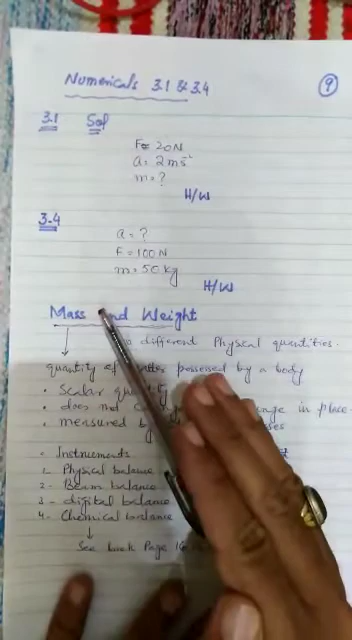 Numericals 3.1 & 3.4
9
3.1 Sol
F= 20N
a= 2ms⁻²
m= ?
H/W
3.4
a= ?
F= 100N
m= 50 kg
H/W
Mass and Weight
different Physical quantities.
quantity of possessed by a body
• Scalar
• does not in place
• measured by
Instruments
1. Physical balance
2- Beam balance
3- digital balance
4- Chemical balance
See book Page